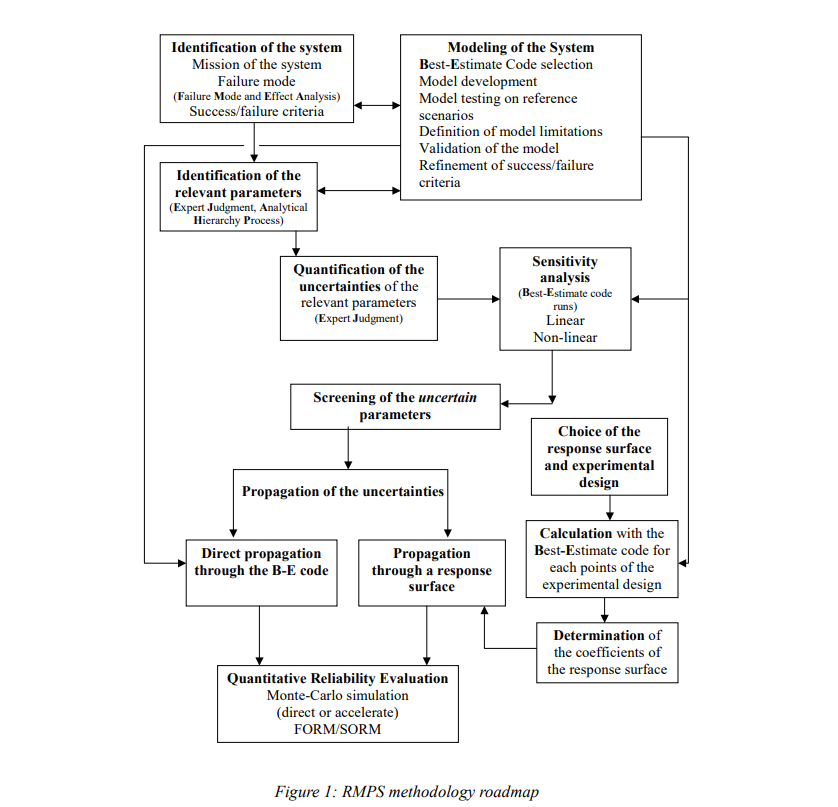 Identification of the system
Mission of the system
Failure mode
(Failure Mode and Effect Analysis)
Success/failure criteria
Modeling of the System
Best-Estimate Code selection
Model development
Model testing on reference
scenarios
Definition of model limitations
Validation of the model
Refinement of success/failure
criteria
Identification of the
relevant parameters
(Expert Judgment, Analytical
Hierarchy Process)
Quantification of the
uncertainties of the
relevant parameters
(Expert Judgment)
Sensitivity
analysis
(Best-Estimate code
runs)
Linear
Non-linear
Screening of the uncertain
parameters
Choice of the
response surface
and experimental
design
Propagation of the uncertainties
Direct propagation
through the B-E code
Propagation
through a response
surface
Calculation with the
Best-Estimate code for
each points of the
experimental design
Determination of
the coefficients of
the response surface
Quantitative Reliability Evaluation
Monte-Carlo simulation
(direct or accelerate)
FORM/SORM
Figure 1: RMPS methodology roadmap